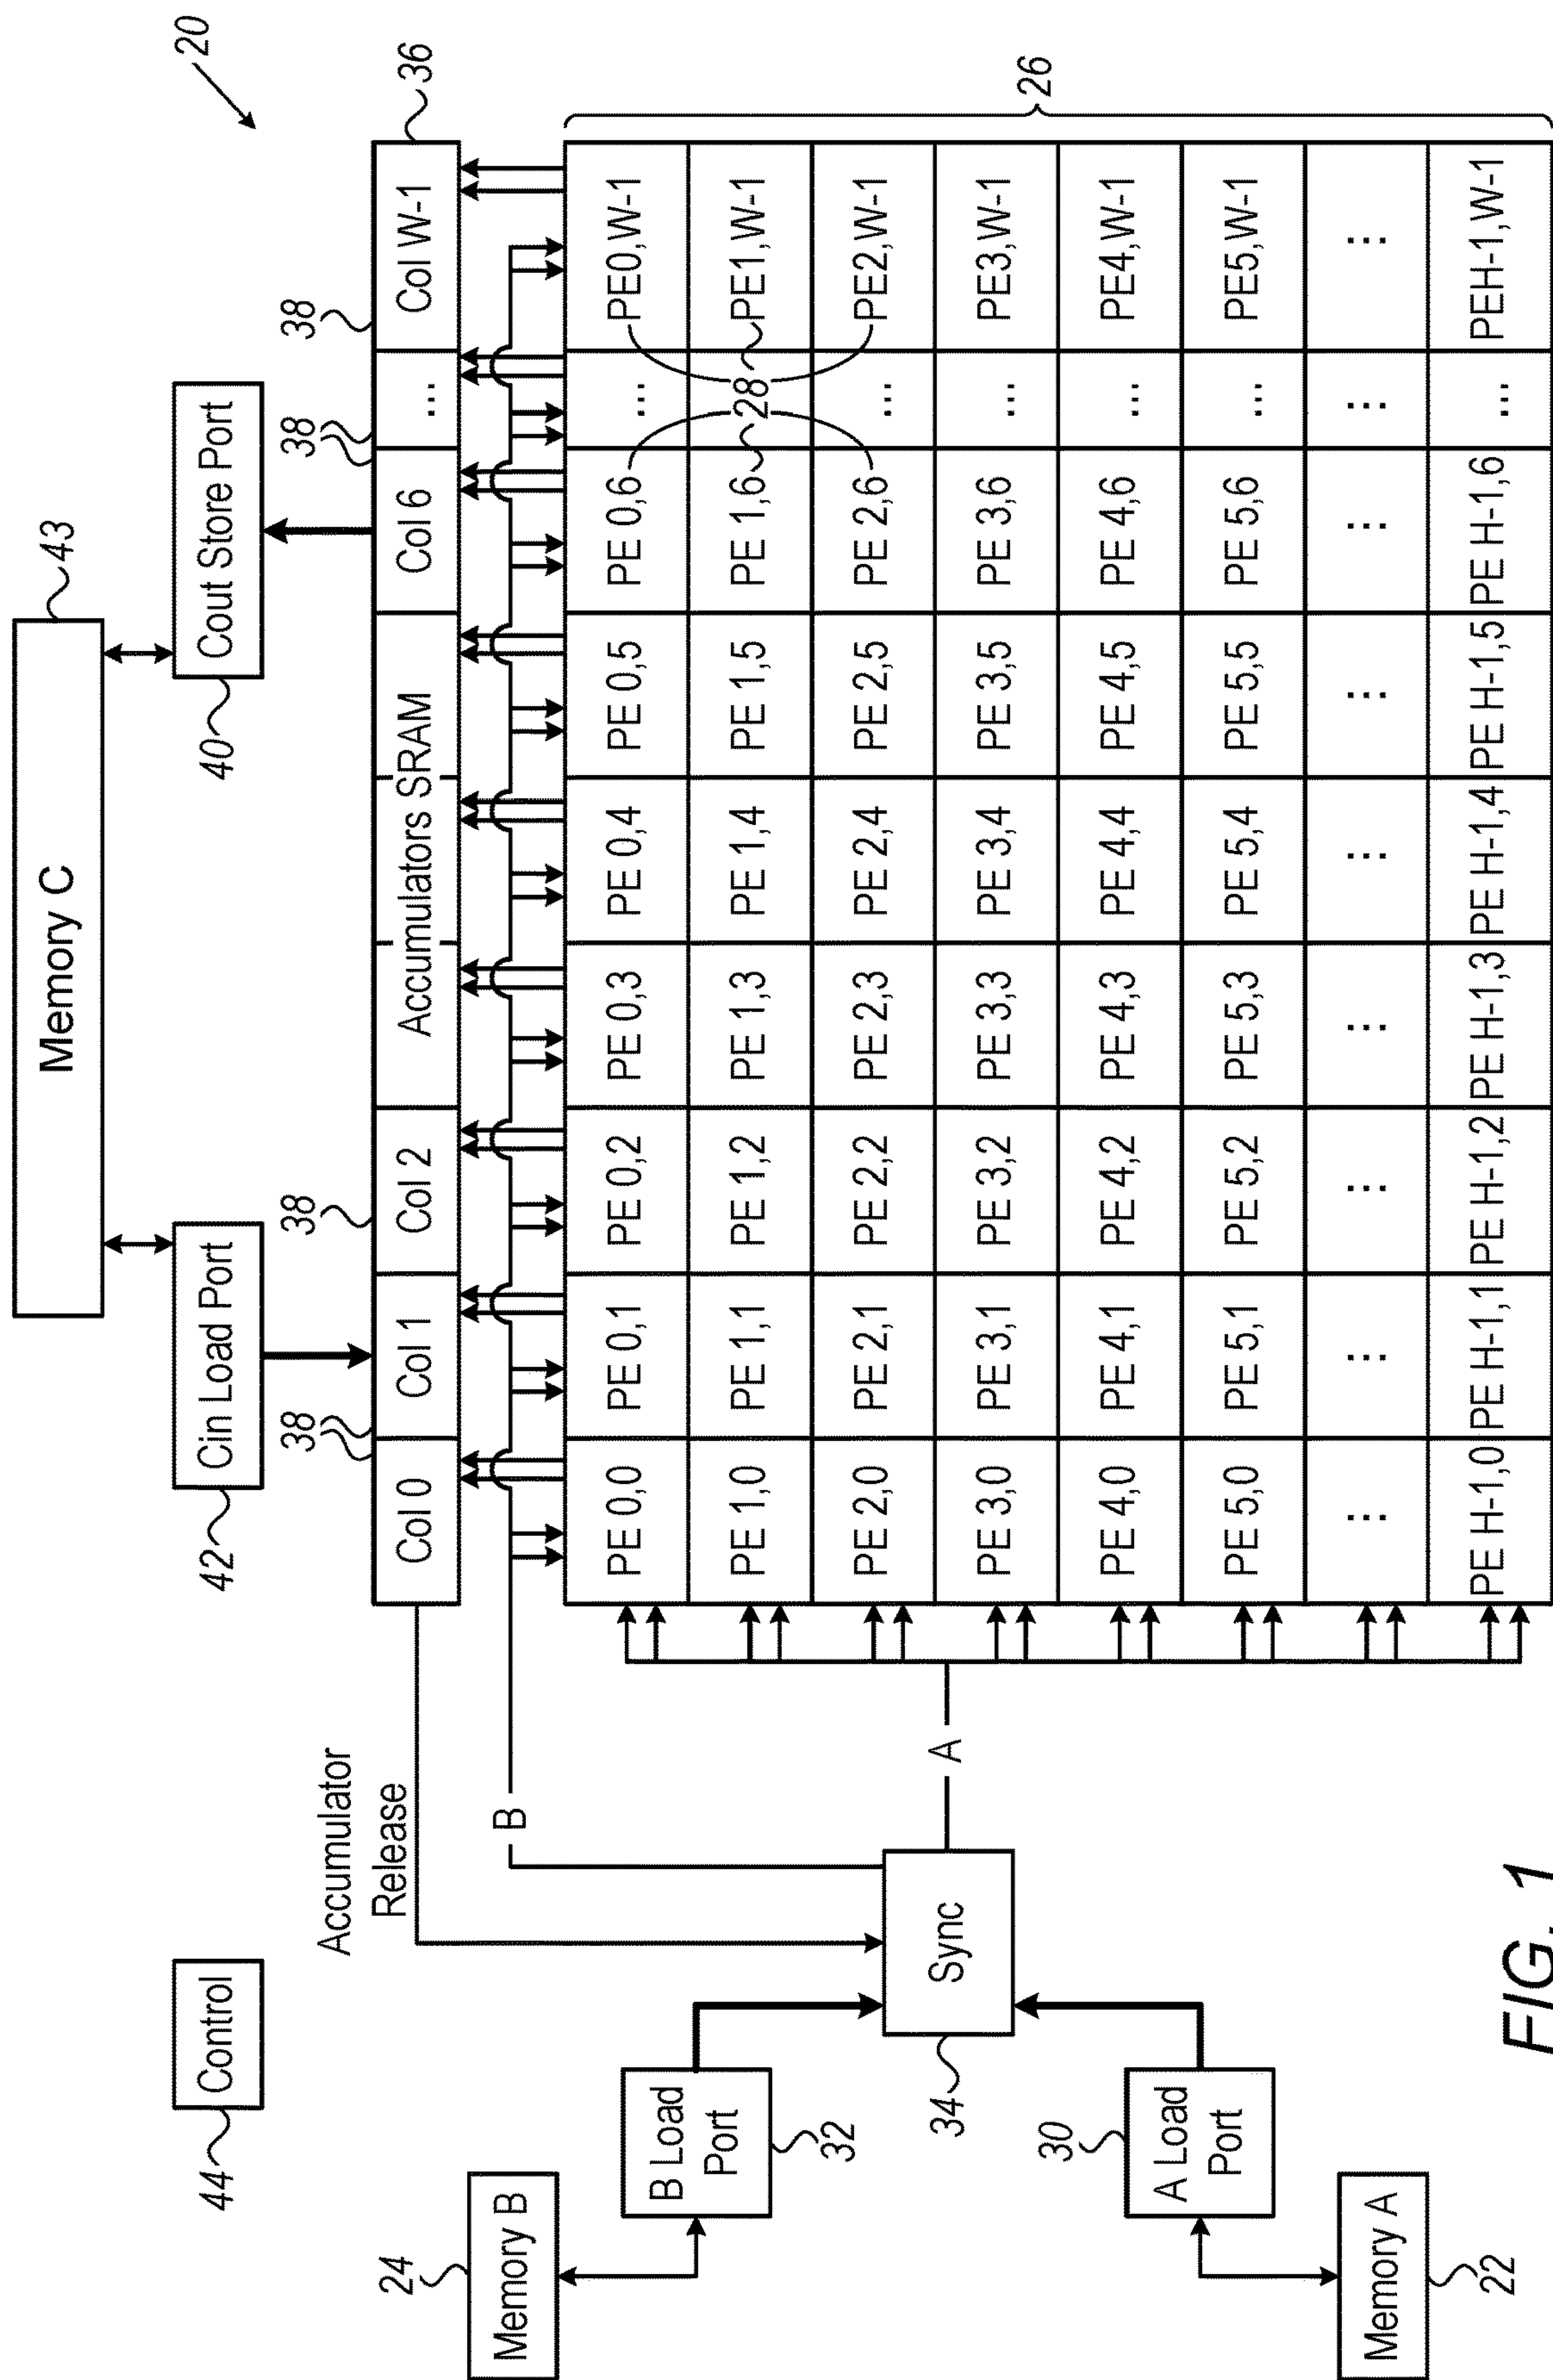 20
Memory C
43
42
Cin Load Port
40
Cout Store Port
44
Control
38
38
38
38
36
Col 0
Col 1
Col 2
Accumulators SRAM
Col 6
...
Col W-1
Accumulator
Release
B
24
Memory B
B Load
Port
32
Sync
34
A
30
A Load
Port
Memory A
22
26
28
PE 0,0
PE 0,1
PE 0,2
PE 0,3
PE 0,4
PE 0,5
PE 0,6
...
PE0,W-1
PE 1,0
PE 1,1
PE 1,2
PE 1,3
PE 1,4
PE 1,5
PE 1,6
PE1,W-1
PE 2,0
PE 2,1
PE 2,2
PE 2,3
PE 2,4
PE 2,5
PE 2,6
...
PE2,W-1
PE 3,0
PE 3,1
PE 3,2
PE 3,3
PE 3,4
PE 3,5
PE 3,6
...
PE3,W-1
PE 4,0
PE 4,1
PE 4,2
PE 4,3
PE 4,4
PE 4,5
PE 4,6
...
PE4,W-1
PE 5,0
PE 5,1
PE 5,2
PE 5,3
PE 5,4
PE 5,5
PE 5,6
...
PE5,W-1
...
...
...
...
...
...
...
...
...
PE H-1,0
PE H-1,1
PE H-1,2
PE H-1,3
PE H-1,4
PE H-1,5
PE H-1,6
...
PEH-1,W-1
FIG. 1